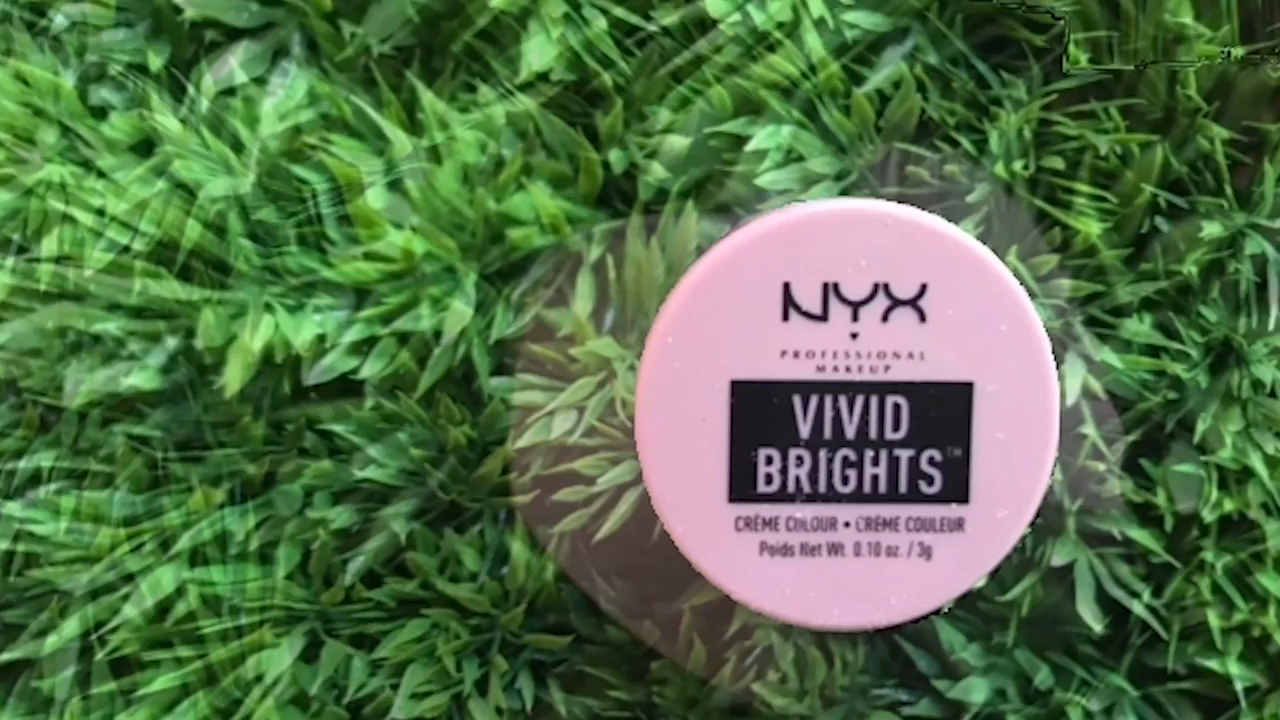 NYX
PROFESSIONAL
MAKEUP
VIVID
BRIGHTS™
CRÈME COLOUR • CRÈME COULEUR
Poids Net Wt. 0.10 oz. / 3g